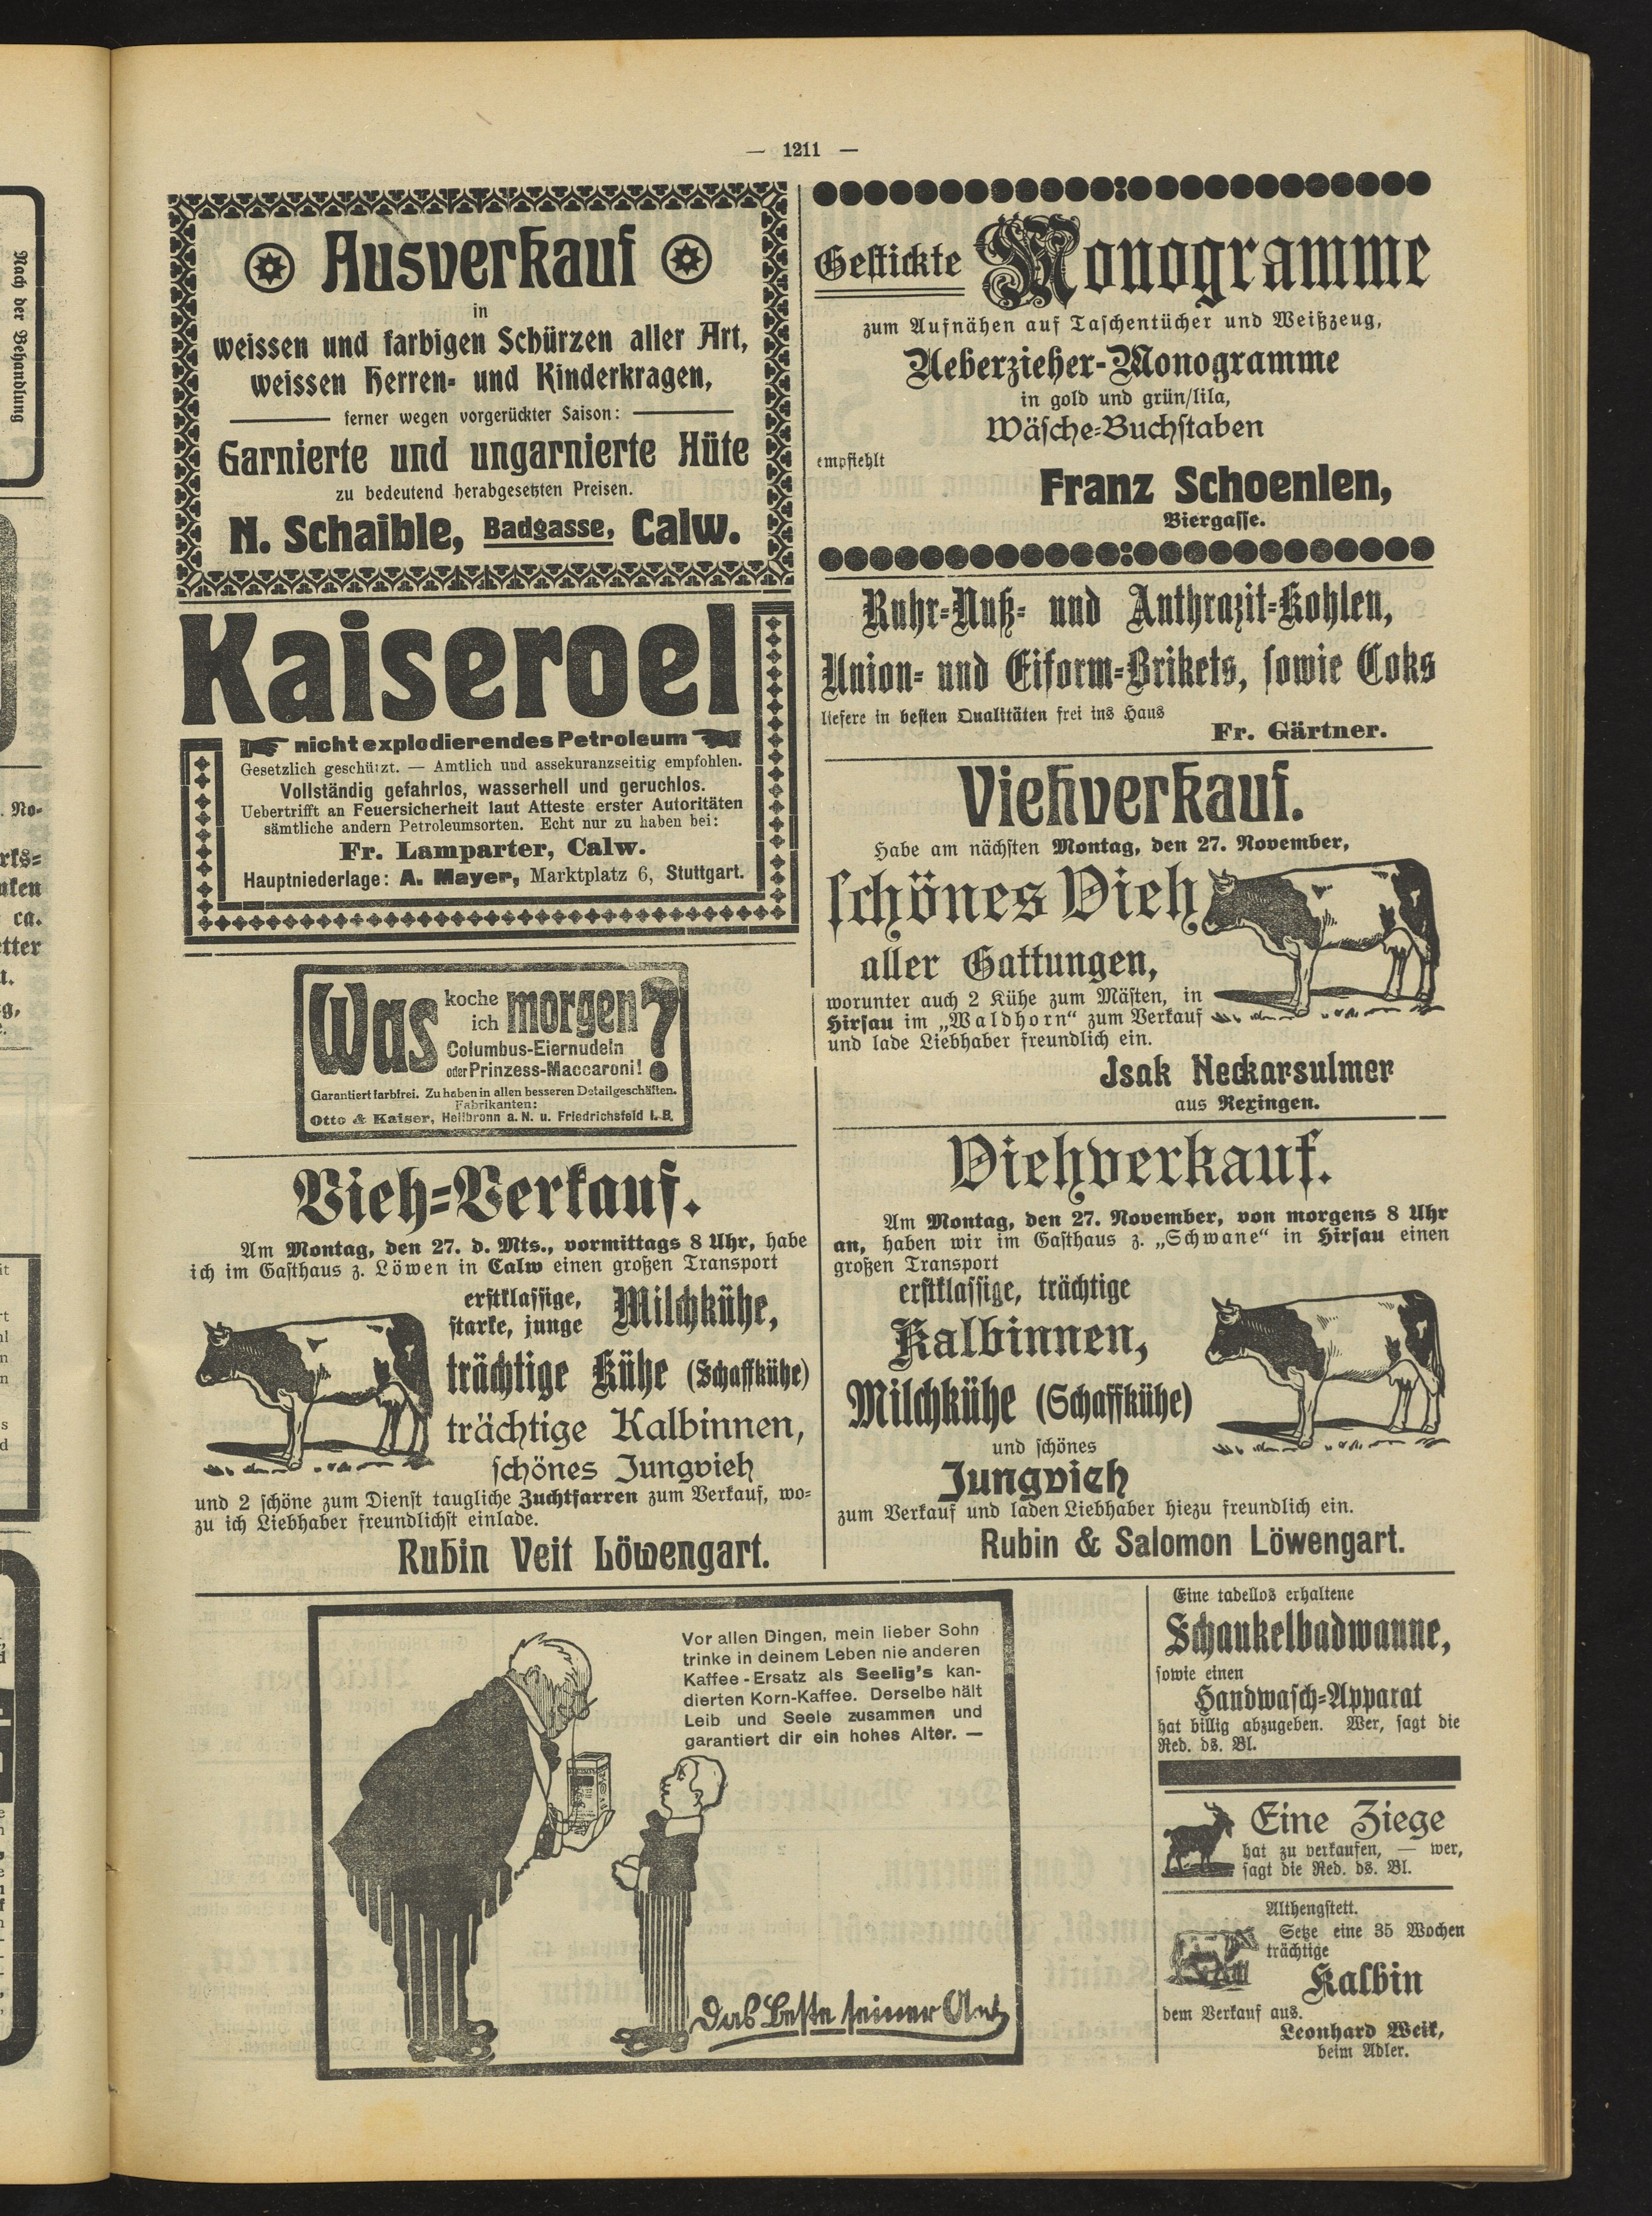 — 1211 —
Ausverkauf
in
weissen und farbigen Schürzen aller Art,
weissen Herren- und Kinderkragen,
ferner wegen vorgerückter Saison:
Garnierte und ungarnierte Hüte
zu bedeutend herabgesetzten Preisen.
N. Schaible, Badgasse, Calw.
Kaiseroel
nicht explodierendes Petroleum
Gesetzlich geschützt. — Amtlich und assekuranzseitig empfohlen.
Vollständig gefahrlos, wasserhell und geruchlos.
Uebertrifft an Feuersicherheit laut Atteste erster Autoritäten
sämtliche andern Petroleumsorten. Echt nur zu haben bei:
Fr. Lamparter, Calw.
Hauptniederlage: A. Mayer, Marktplatz 6, Stuttgart.
Was koche ich morgen?
Columbus-Eiernudeln
oder Prinzess-Maccaroni!
Garantiert farbfrei. Zu haben in allen besseren Detailgeschäften.
Fabrikanten:
Otto & Kaiser, Heilbronn a. N. u. Friedrichsfeld i. B.
Vieh-Verkauf.
Am Montag, den 27. d. Mts., vormittags 8 Uhr, habe
ich im Gasthaus z. Löwen in Calw einen großen Transport
erstklassige,
starke, junge Milchkühe,
trächtige Kühe (Schaffkühe)
trächtige Kalbinnen,
schönes Jungvieh
und 2 schöne zum Dienst taugliche Zuchtfarren zum Verkauf, wo-
zu ich Liebhaber freundlichst einlade.
Rubin Veit Löwengart.
Gestickte Monogramme
zum Aufnähen auf Taschentücher und Weißzeug,
Ueberzieher-Monogramme
in gold und grün/lila,
Wäsche-Buchstaben
empfiehlt
Franz Schoenlen,
Biergasse.
Ruhr-Nuß- und Anthrazit-Kohlen,
Union- und Eiform-Brikets, sowie Coks
liefere in besten Qualitäten frei ins Haus
Fr. Gärtner.
Viehverkauf.
Habe am nächsten Montag, den 27. November,
schönes Vieh
aller Gattungen,
worunter auch 2 Kühe zum Mästen, in
Hirsau im „Waldhorn“ zum Verkauf
und lade Liebhaber freundlich ein.
Isak Neckarsulmer
aus Rexingen.
Viehverkauf.
Am Montag, den 27. November, von morgens 8 Uhr
an, haben wir im Gasthaus z. „Schwane“ in Hirsau einen
großen Transport
erstklassige, trächtige
Kalbinnen,
Milchkühe (Schaffkühe)
und schönes
Jungvieh
zum Verkauf und laden Liebhaber hiezu freundlich ein.
Rubin & Salomon Löwengart.
Vor allen Dingen, mein lieber Sohn
trinke in deinem Leben nie anderen
Kaffee-Ersatz als Seelig's kan-
dierten Korn-Kaffee. Derselbe hält
Leib und Seele zusammen und
garantiert dir ein hohes Alter. —
Das Beste seiner Art
Eine tadellos erhaltene
Schaukelbadwanne,
sowie einen
Handwasch-Apparat
hat billig abzugeben. Wer, sagt die
Red. ds. Bl.
Eine Ziege
hat zu verkaufen, — wer,
sagt die Red. ds. Bl.
Althengstett.
Setze eine 35 Wochen
trächtige
Kalbin
dem Verkauf aus.
Leonhard Weik,
beim Adler.
Nach der Behandlung